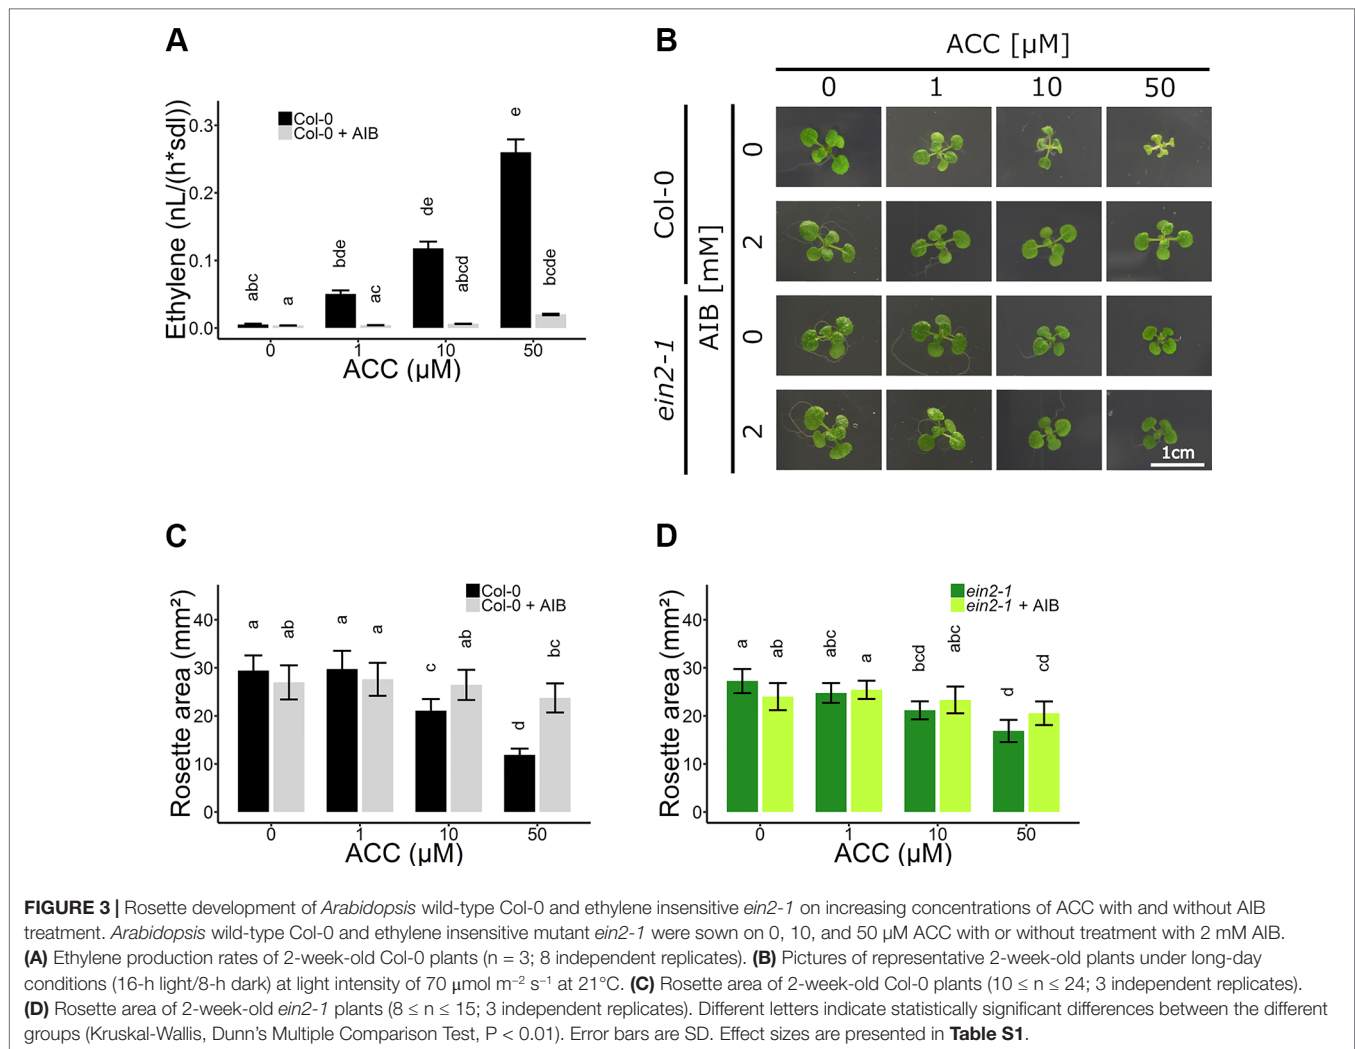 A
Ethylene (nL/(h*sdl))
0.3
0.2
0.1
0.0
Col-0
Col-0 + AIB
abc
a
bde
ac
de
abcd
e
bcde
0
1
10
50
ACC (µM)
B
ACC [µM]
0
1
10
50
Col-0
ein2-1
AIB [mM]
0
2
0
2
1cm
C
Rosette area (mm²)
40
30
20
10
0
Col-0
Col-0 + AIB
a
ab
a
a
c
ab
d
bc
0
1
10
50
ACC (µM)
D
Rosette area (mm²)
40
30
20
10
0
ein2-1
ein2-1 + AIB
a
ab
abc
a
bcd
abc
d
cd
0
1
10
50
ACC (µM)
FIGURE 3 | Rosette development of Arabidopsis wild-type Col-0 and ethylene insensitive ein2-1 on increasing concentrations of ACC with and without AIB
treatment. Arabidopsis wild-type Col-0 and ethylene insensitive mutant ein2-1 were sown on 0, 10, and 50 µM ACC with or without treatment with 2 mM AIB.
(A) Ethylene production rates of 2-week-old Col-0 plants (n = 3; 8 independent replicates). (B) Pictures of representative 2-week-old plants under long-day
conditions (16-h light/8-h dark) at light intensity of 70 µmol m⁻² s⁻¹ at 21°C. (C) Rosette area of 2-week-old Col-0 plants (10 ≤ n ≤ 24; 3 independent replicates).
(D) Rosette area of 2-week-old ein2-1 plants (8 ≤ n ≤ 15; 3 independent replicates). Different letters indicate statistically significant differences between the different
groups (Kruskal-Wallis, Dunn's Multiple Comparison Test, P < 0.01). Error bars are SD. Effect sizes are presented in Table S1.